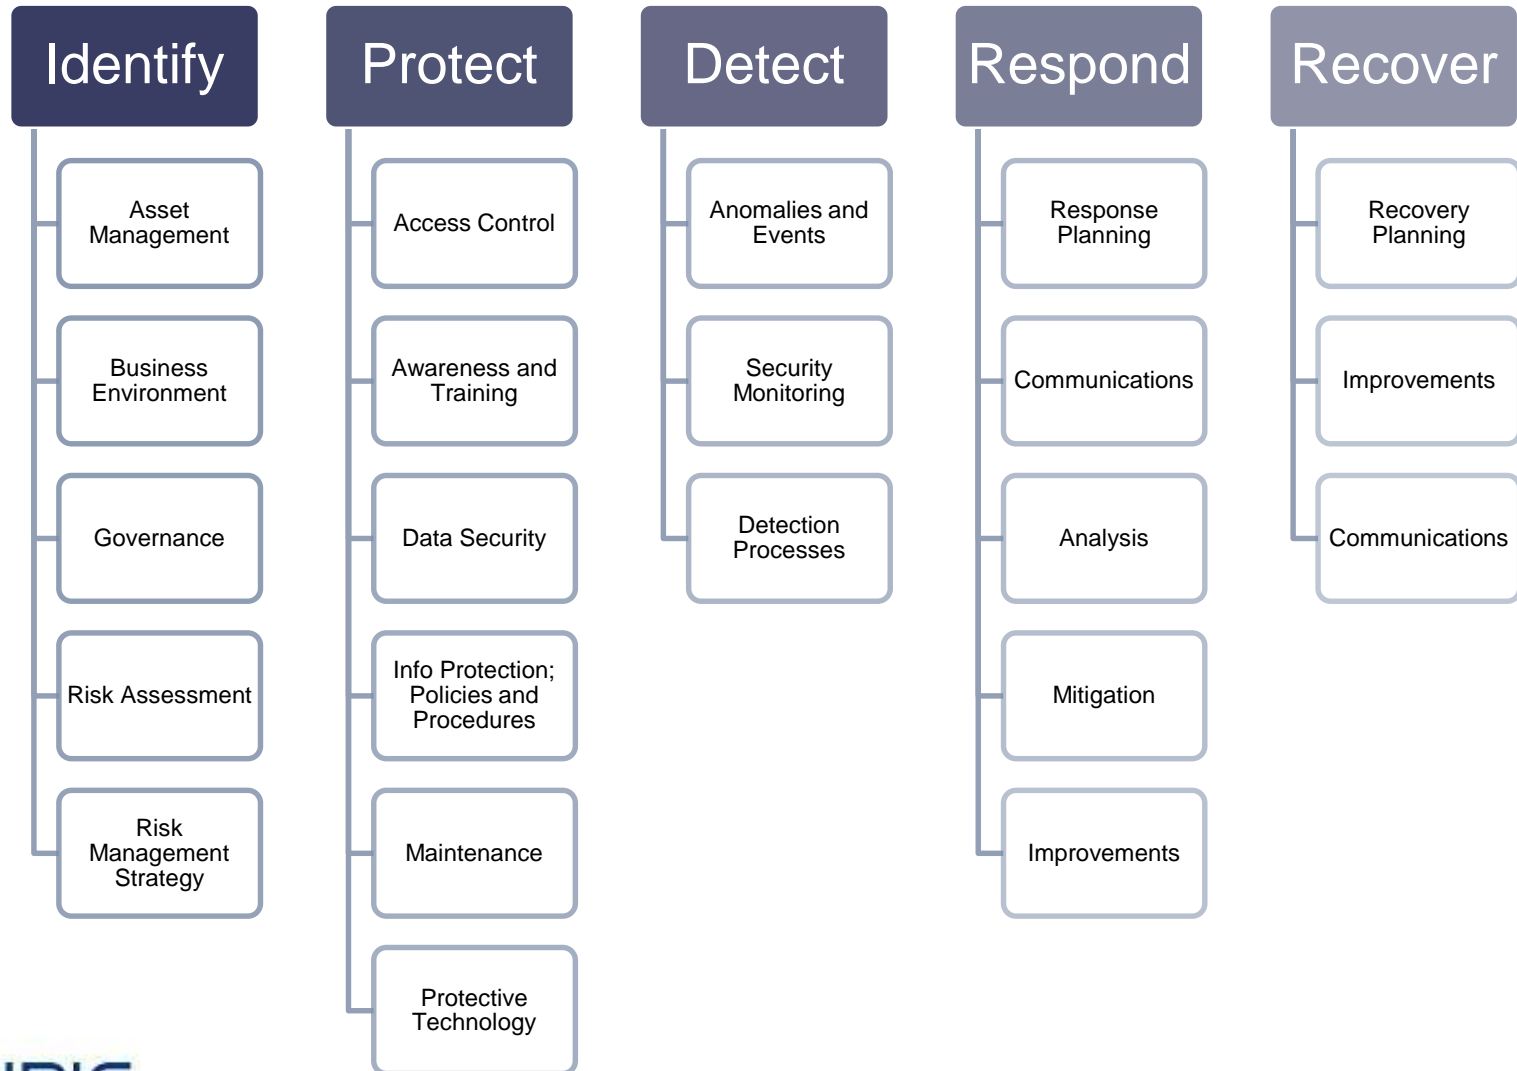 Identify
Asset
Management
Business
Environment
Governance
Risk Assessment
Risk
Management
Strategy
Protect
Access Control
Awareness and
Training
Data Security
Info Protection;
Policies and
Procedures
Maintenance
Protective
Technology
Detect
Anomalies and
Events
Security
Monitoring
Detection
Processes
Respond
Response
Planning
Communications
Analysis
Mitigation
Improvements
Recover
Recovery
Planning
Improvements
Communications